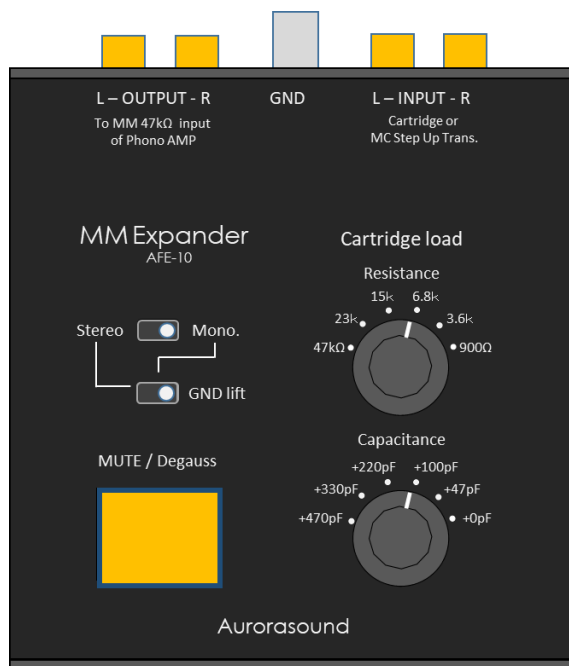 L – OUTPUT - R
GND
L – INPUT - R
To MM 47kΩ input
of Phono AMP
Cartridge or
MC Step Up Trans.
MM Expander
AFE-10
Cartridge load
Resistance
15k
6.8k
23k
3.6k
47kΩ
900Ω
Stereo
Mono.
GND lift
Capacitance
+220pF
+100pF
+330pF
+47pF
+470pF
+0pF
MUTE / Degauss
Aurorasound